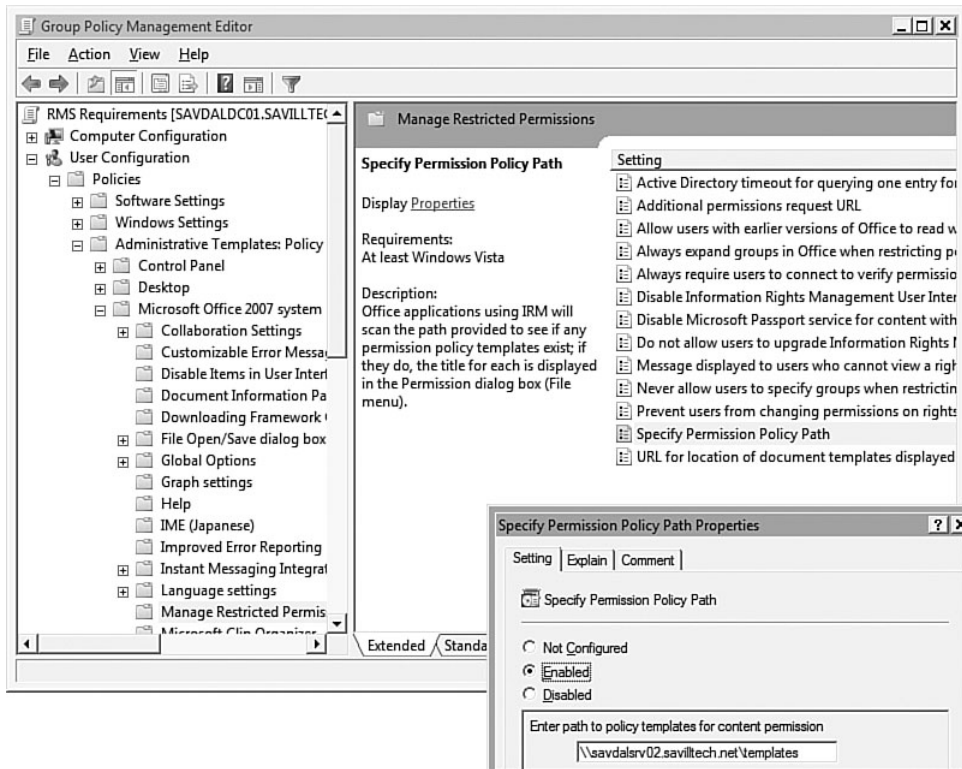 Group Policy Management Editor
File Action View Help
RMS Requirements [SAVDALDC01.SAVILLTEC
Computer Configuration
User Configuration
Policies
Software Settings
Windows Settings
Administrative Templates: Policy
Control Panel
Desktop
Microsoft Office 2007 system
Collaboration Settings
Customizable Error Messa
Disable Items in User Interf
Document Information Pa
Downloading Framework
File Open/Save dialog box
Global Options
Graph settings
Help
IME (Japanese)
Improved Error Reporting
Instant Messaging Integrat
Language settings
Manage Restricted Permis
Microsoft Clip Organizer
Manage Restricted Permissions
Specify Permission Policy Path
Display Properties
Requirements:
At least Windows Vista
Description:
Office applications using IRM will
scan the path provided to see if any
permission policy templates exist; if
they do, the title for each is displayed
in the Permission dialog box (File
menu).
Setting
Active Directory timeout for querying one entry for
Additional permissions request URL
Allow users with earlier versions of Office to read w
Always expand groups in Office when restricting pe
Always require users to connect to verify permissio
Disable Information Rights Management User Inter
Disable Microsoft Passport service for content with
Do not allow users to upgrade Information Rights M
Message displayed to users who cannot view a righ
Never allow users to specify groups when restrictin
Prevent users from changing permissions on rights
Specify Permission Policy Path
URL for location of document templates displayed
Extended Standa
Specify Permission Policy Path Properties
Setting Explain Comment
Specify Permission Policy Path
Not Configured
Enabled
Disabled
Enter path to policy templates for content permission
\\savdalsrv02.savilltech.net\templates